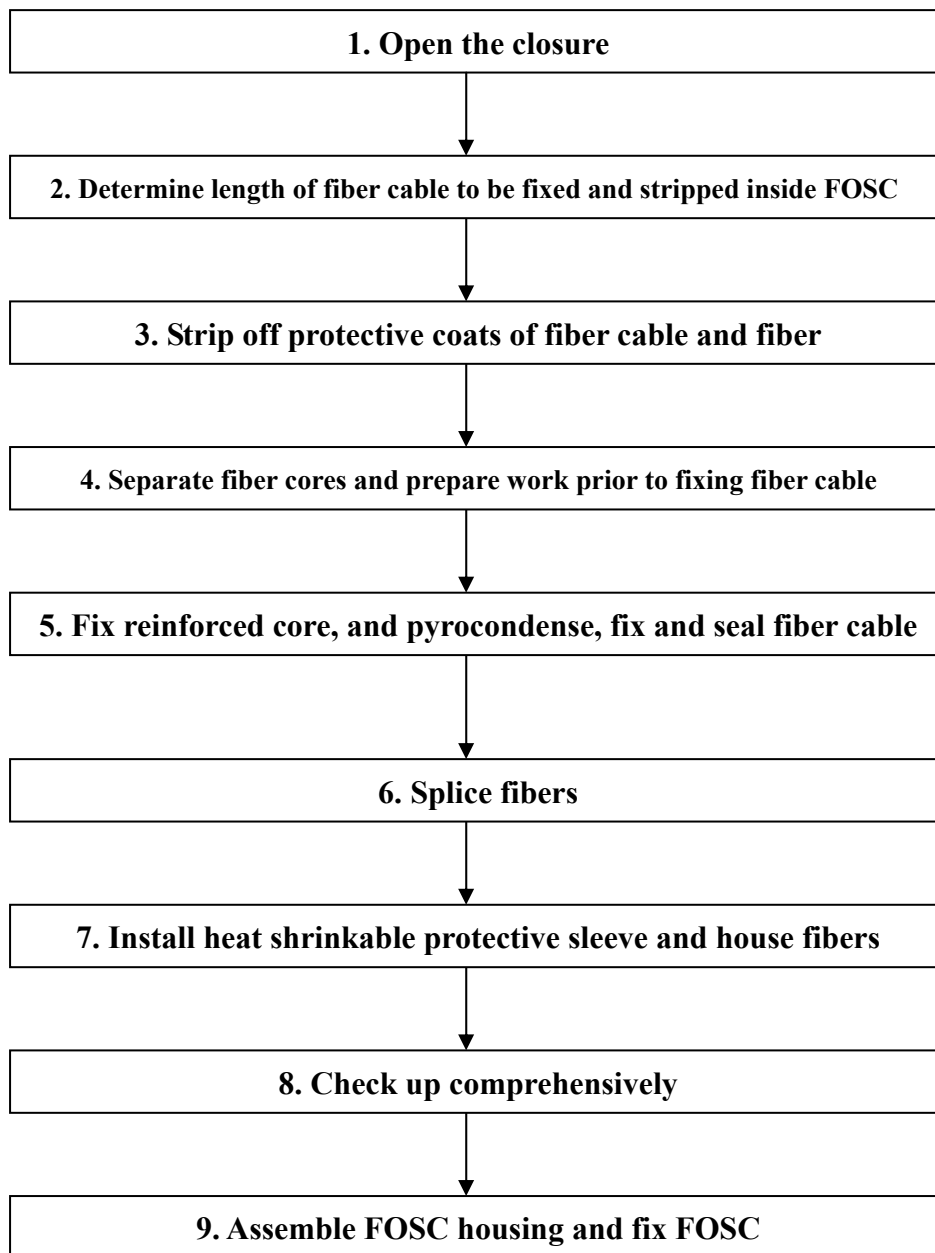 1. Open the closure
2. Determine length of fiber cable to be fixed and stripped inside FOSC
3. Strip off protective coats of fiber cable and fiber
4. Separate fiber cores and prepare work prior to fixing fiber cable
5. Fix reinforced core, and pyrocondense, fix and seal fiber cable
6. Splice fibers
7. Install heat shrinkable protective sleeve and house fibers
8. Check up comprehensively
9. Assemble FOSC housing and fix FOSC